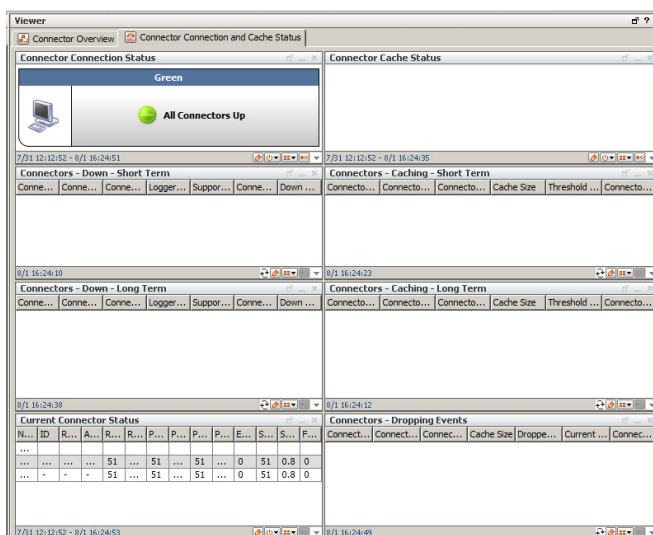 Viewer
Connector Overview
Connector Connection and Cache Status
Connector Connection Status
Green
All Connectors Up
7/31 12:12:52 - 8/1 16:24:51
Connector Cache Status
7/31 12:12:52 - 8/1 16:24:35
Connectors - Down - Short Term
Conne... Conne... Conne... Logger... Suppor... Conne... Down ...
8/1 16:24:10
Connectors - Caching - Short Term
Connecto... Connecto... Connecto... Cache Size Threshold ... Connecto...
8/1 16:24:23
Connectors - Down - Long Term
Conne... Conne... Conne... Logger... Suppor... Conne... Down ...
8/1 16:24:38
Connectors - Caching - Long Term
Connecto... Connecto... Connecto... Cache Size Threshold ... Connecto...
8/1 16:24:12
Current Connector Status
N... ID R... A... R... R... P... P... P... P... E... S... S... F...
...
... ... ... ... 51 ... 51 ... 51 ... 0 51 0.8 0
... - - - 51 ... 51 ... 51 ... 0 51 0.8 0
7/31 12:12:52 - 8/1 16:24:53
Connectors - Dropping Events
Connect... Connect... Connec... Cache Size Droppe... Current ... Connec...
8/1 16:24:49